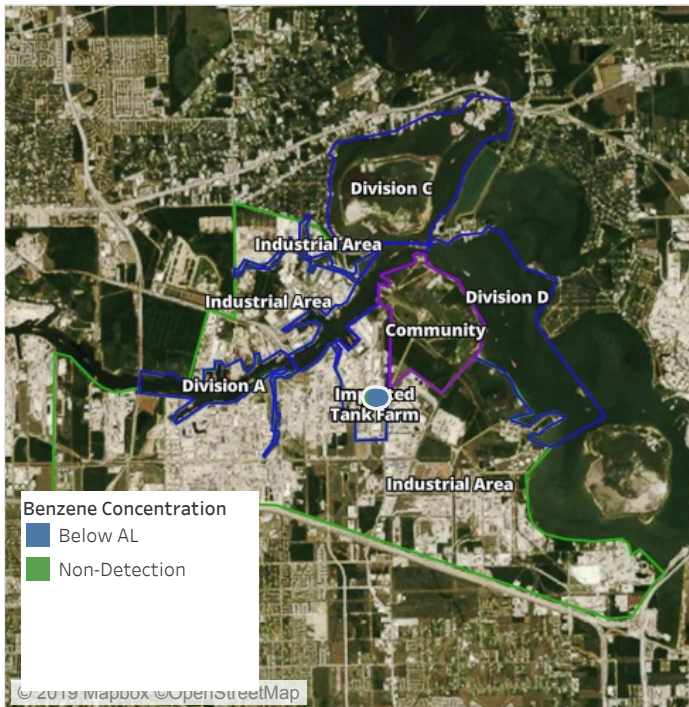 Division C
Industrial Area
Industrial Area
Division D
Community
Division A
Impacted
Tank Farm
Industrial Area
Benzene Concentration
Below AL
Non-Detection
© 2019 Mapbox ©OpenStreetMap